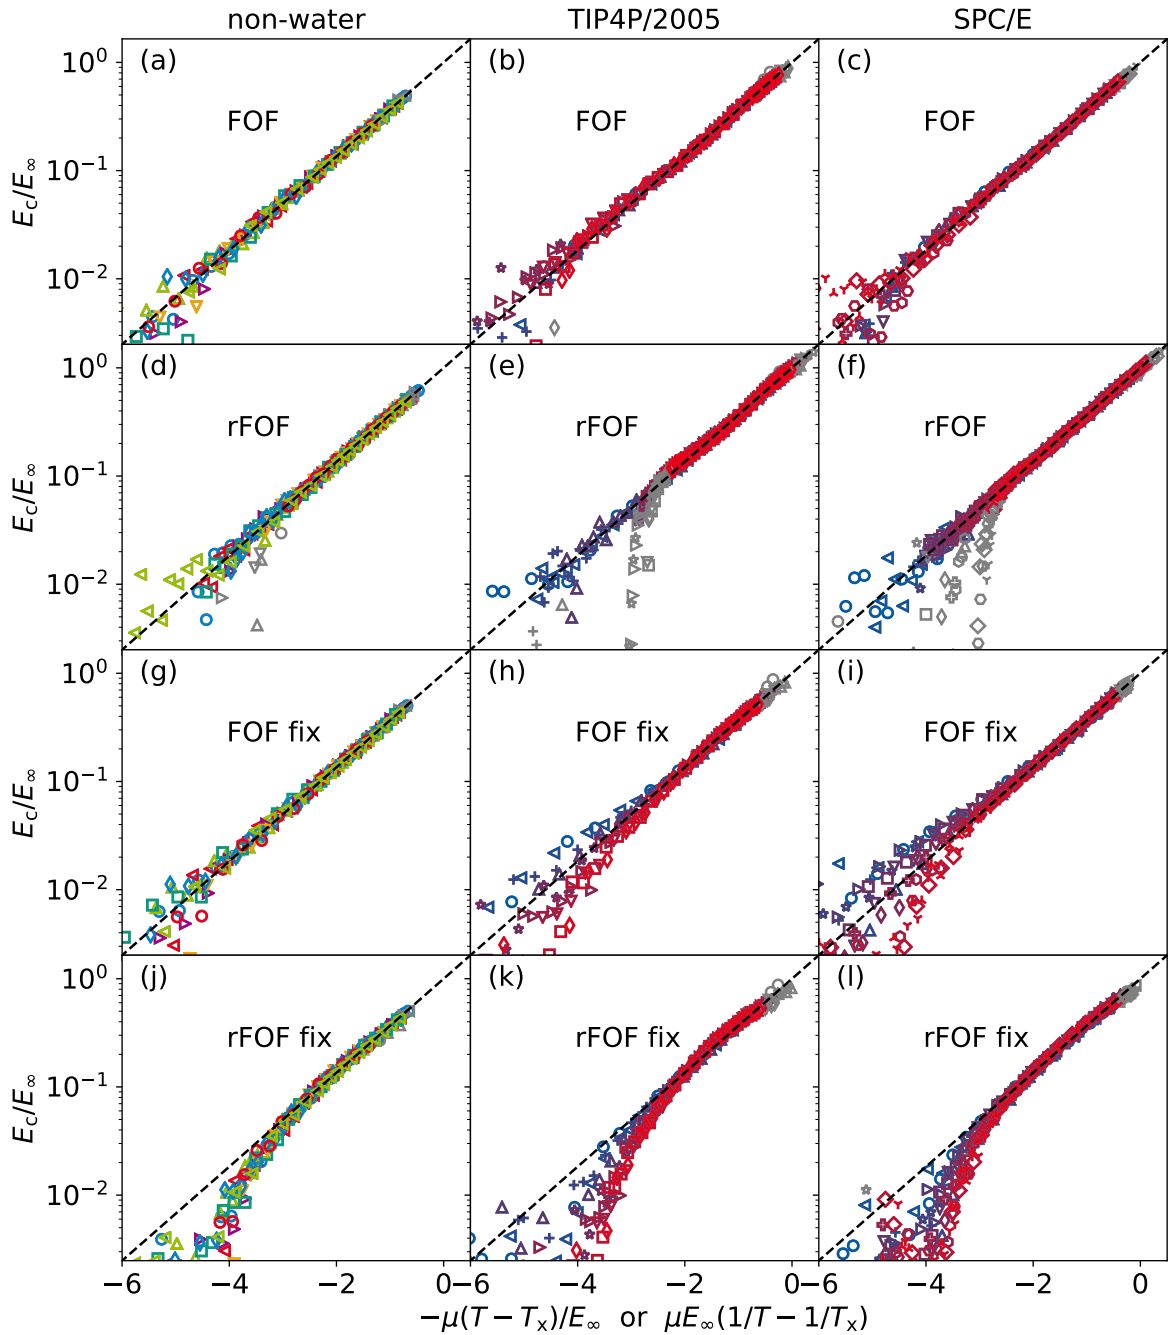 non-water TIP4P/2005 SPC/E
(a) FOF (b) FOF (c) FOF
10⁰
10⁻¹
10⁻²
E_c/E_∞
(d) rFOF (e) rFOF (f) rFOF
10⁰
10⁻¹
10⁻²
E_c/E_∞
(g) FOF fix (h) FOF fix (i) FOF fix
10⁰
10⁻¹
10⁻²
E_c/E_∞
(j) rFOF fix (k) rFOF fix (l) rFOF fix
10⁰
10⁻¹
10⁻²
E_c/E_∞
−6 −4 −2 0 −6 −4 −2 0 −6 −4 −2 0
−μ(T − T_x)/E_∞ or μE_∞(1/T − 1/T_x)